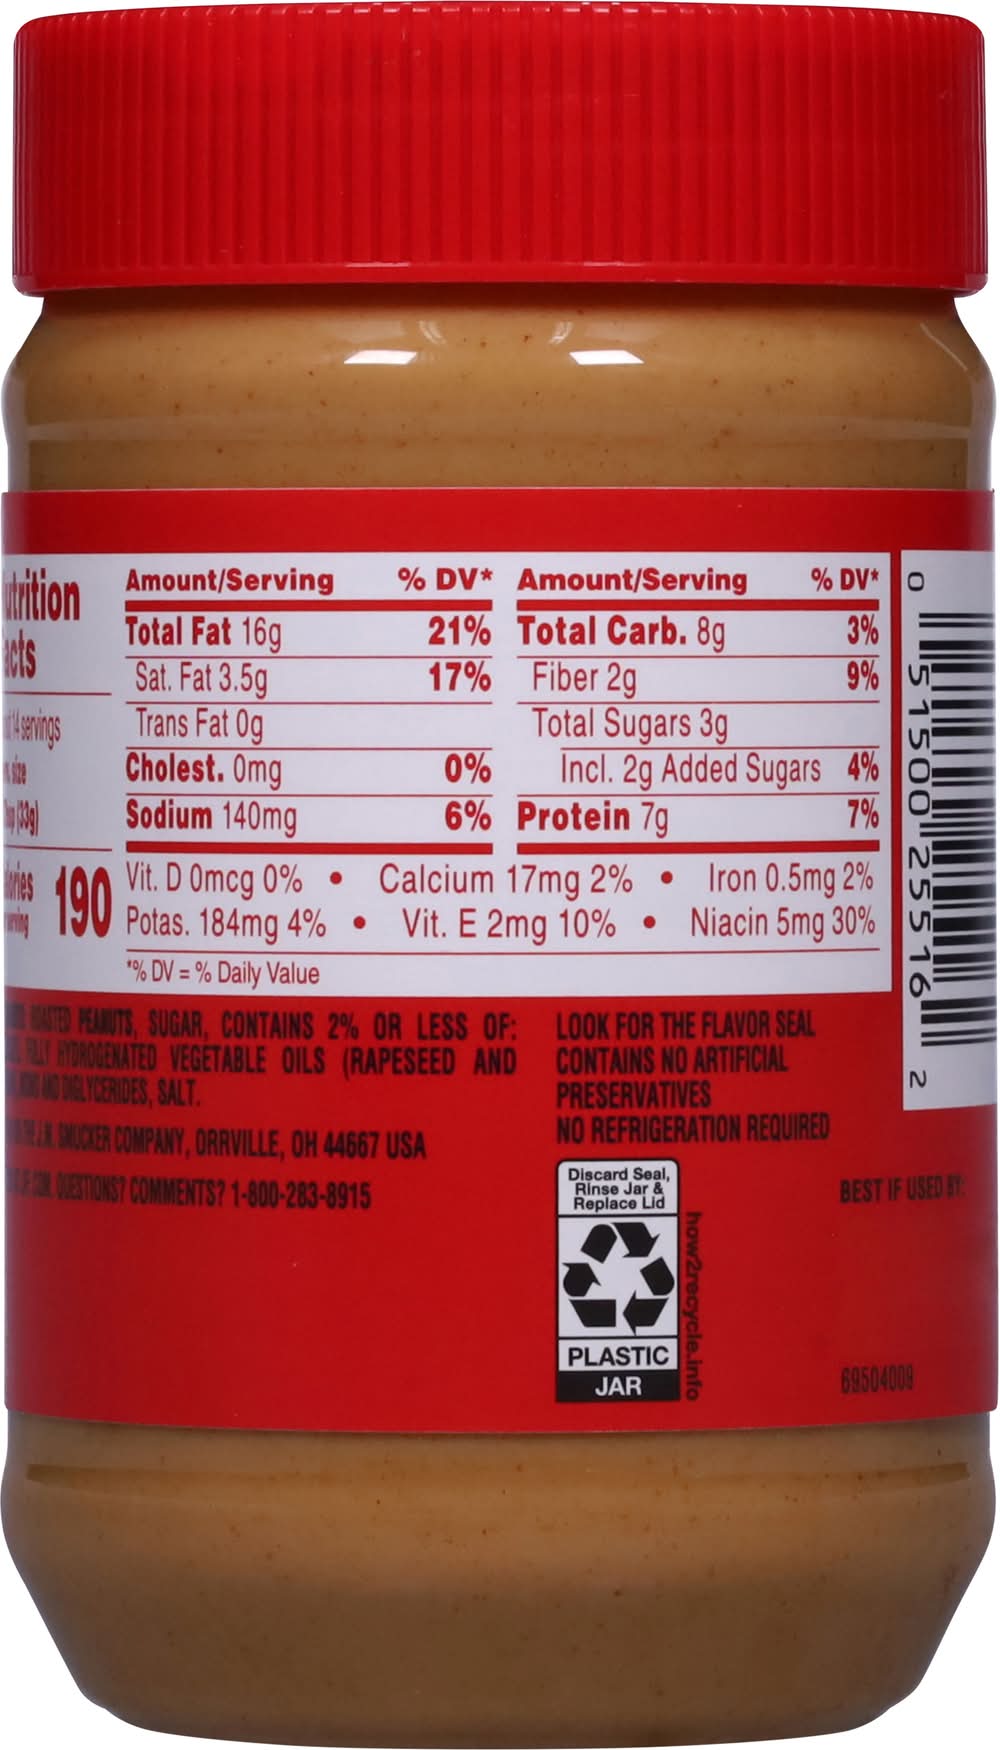 Amount/Serving % DV*
Total Fat 16g 21%
Sat. Fat 3.5g 17%
Trans Fat 0g
Cholest. 0mg 0%
Sodium 140mg 6%
Amount/Serving % DV*
Total Carb. 8g 3%
Fiber 2g 9%
Total Sugars 3g
Incl. 2g Added Sugars 4%
Protein 7g 7%
14 servings
size
(33g)
190
Vit. D 0mcg 0% • Calcium 17mg 2% • Iron 0.5mg 2%
Potas. 184mg 4% • Vit. E 2mg 10% • Niacin 5mg 30%
*% DV = % Daily Value
ROASTED PEANUTS, SUGAR, CONTAINS 2% OR LESS OF:
FULLY HYDROGENATED VEGETABLE OILS (RAPESEED AND
MONO AND DIGLYCERIDES, SALT.
THE J.M. SMUCKER COMPANY, ORRVILLE, OH 44667 USA
QUESTIONS? COMMENTS? 1-800-283-8915
LOOK FOR THE FLAVOR SEAL
CONTAINS NO ARTIFICIAL
PRESERVATIVES
NO REFRIGERATION REQUIRED
Discard Seal,
Rinse Jar &
Replace Lid
PLASTIC
JAR
how2recycle.info
BEST IF USED BY:
69504009
0 51500 25516 2